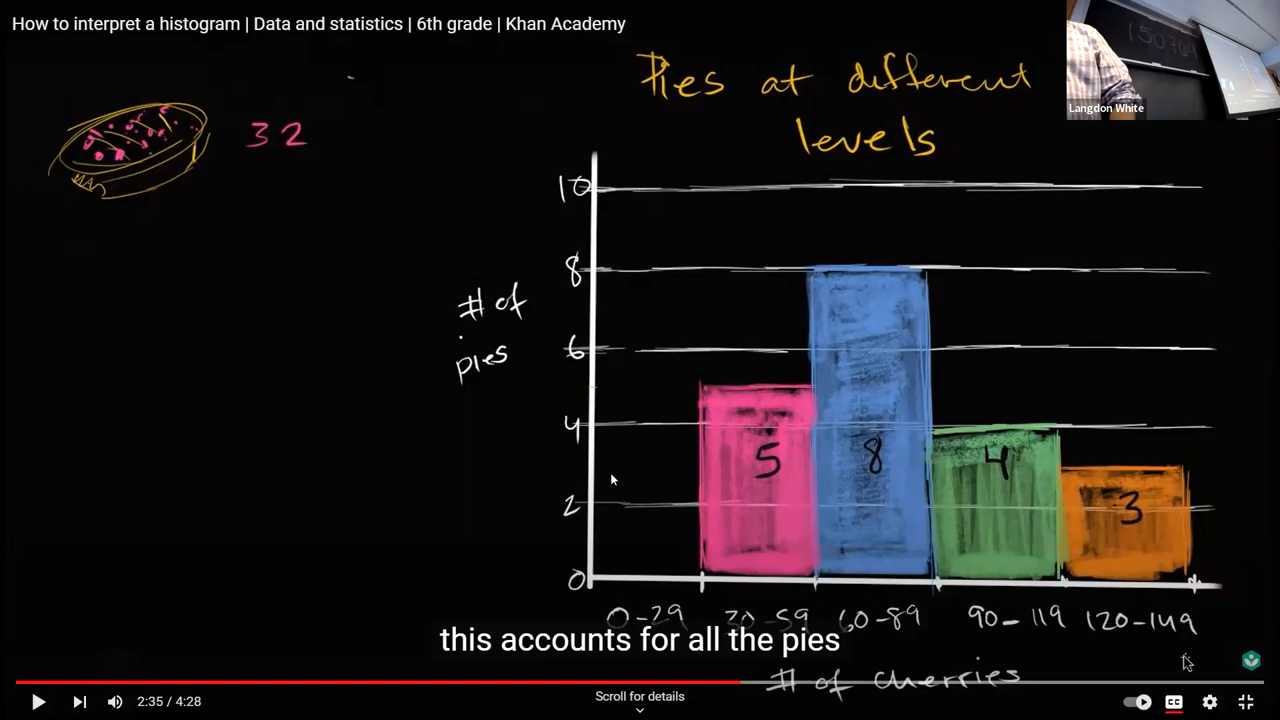 How to interpret a histogram | Data and statistics | 6th grade | Khan Academy
Langdon White
Pies at different
levels
32
10
8
# of
pies
6
4
2
0
5
8
4
3
0-29 30-59 60-89 90-119 120-149
this accounts for all the pies
# of cherries
2:35 / 4:28
Scroll for details
CC